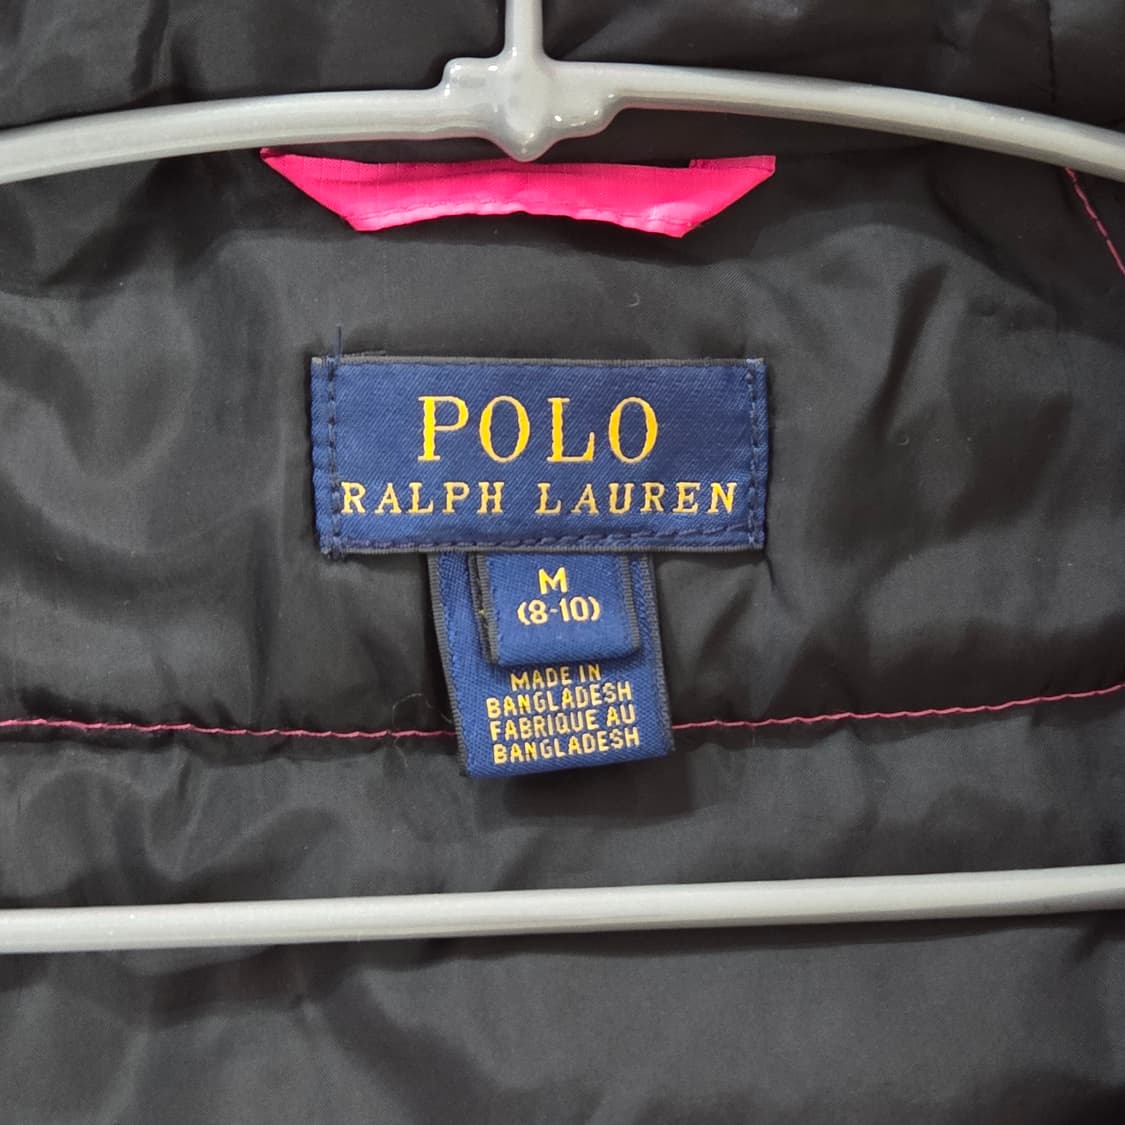 POLO
RALPH LAUREN
M
(8-10)
MADE IN
BANGLADESH
FABRIQUE AU
BANGLADESH